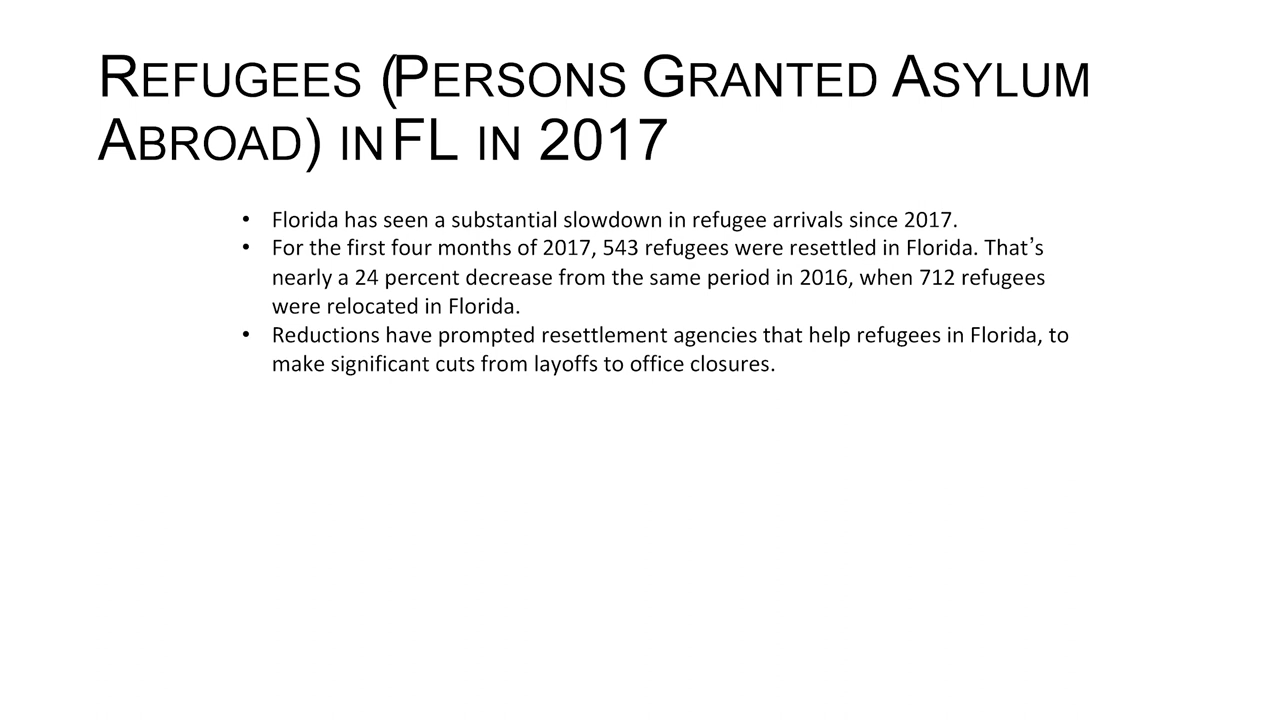 REFUGEES (PERSONS GRANTED ASYLUM
ABROAD) IN FL IN 2017
• Florida has seen a substantial slowdown in refugee arrivals since 2017.
• For the first four months of 2017, 543 refugees were resettled in Florida. That’s
nearly a 24 percent decrease from the same period in 2016, when 712 refugees
were relocated in Florida.
• Reductions have prompted resettlement agencies that help refugees in Florida, to
make significant cuts from layoffs to office closures.